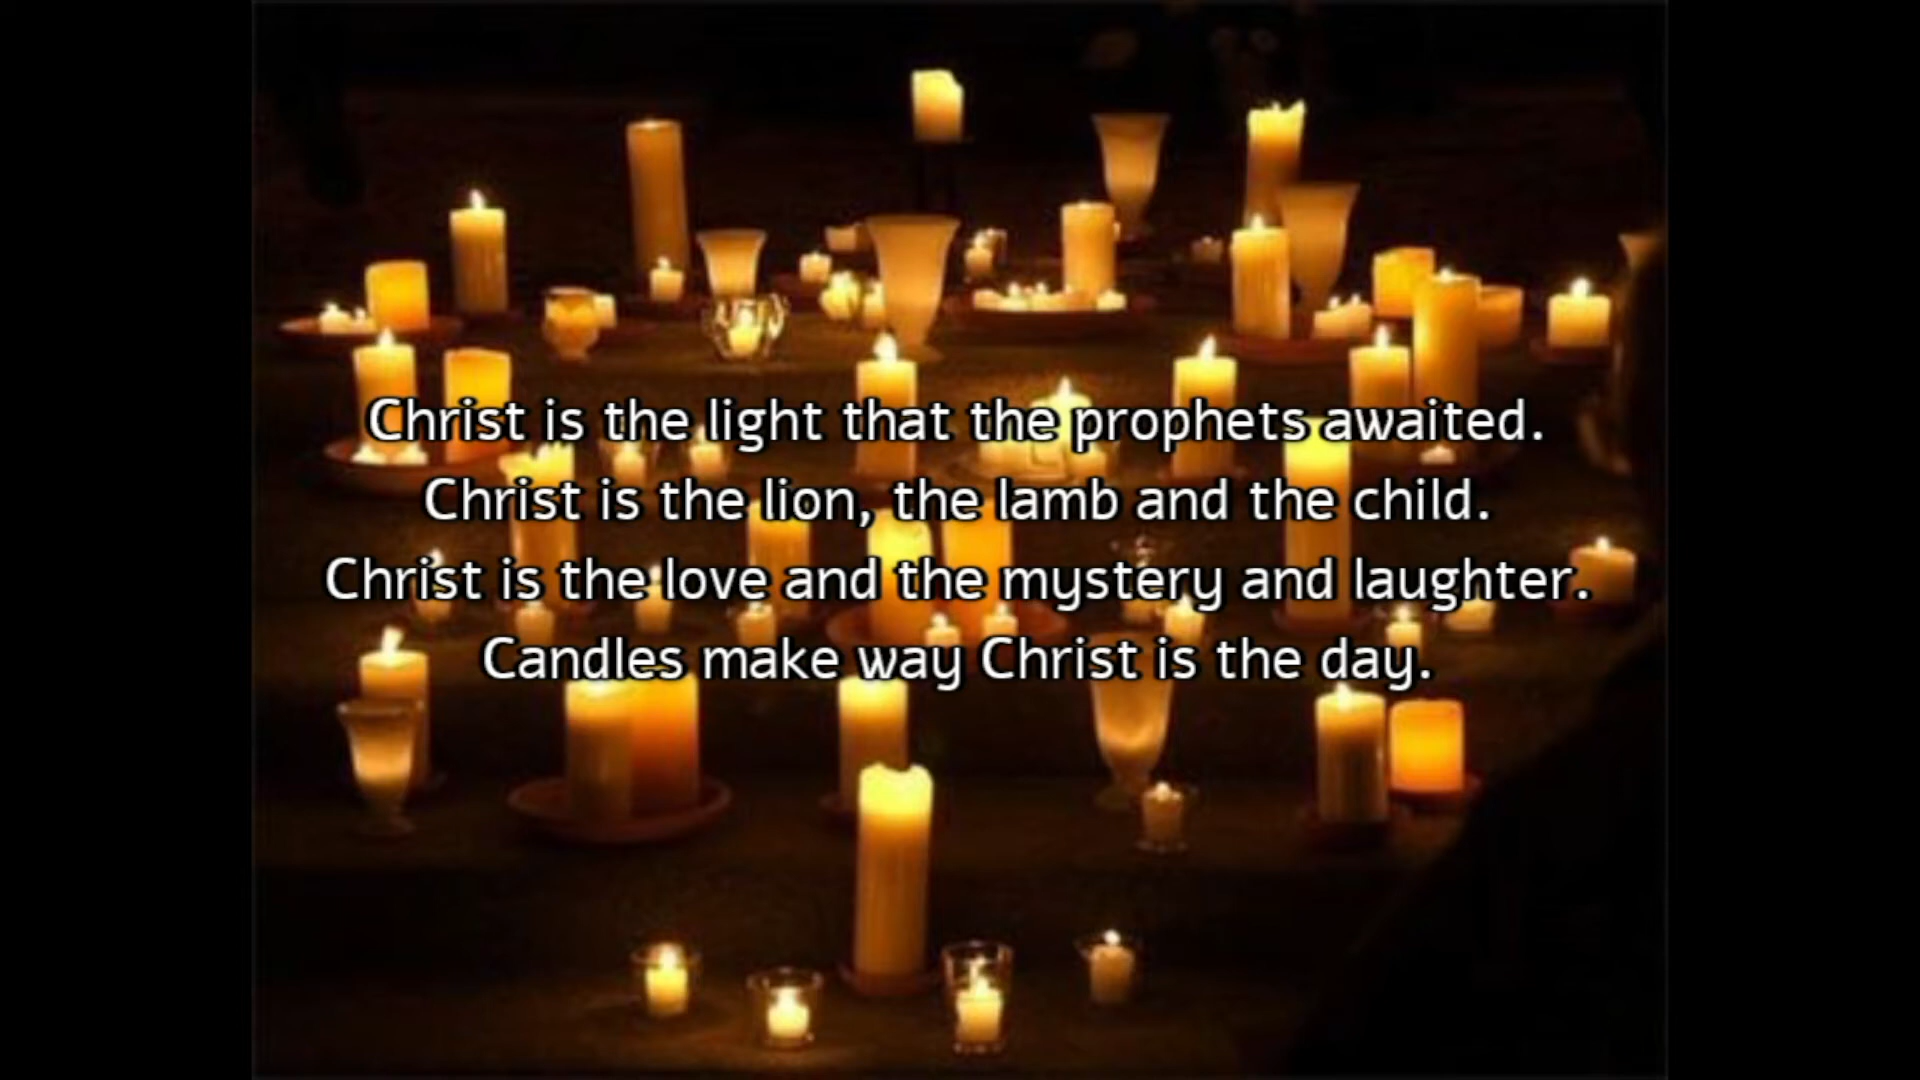 Christ is the light that the prophets awaited.
Christ is the lion, the lamb and the child.
Christ is the love and the mystery and laughter.
Candles make way Christ is the day.